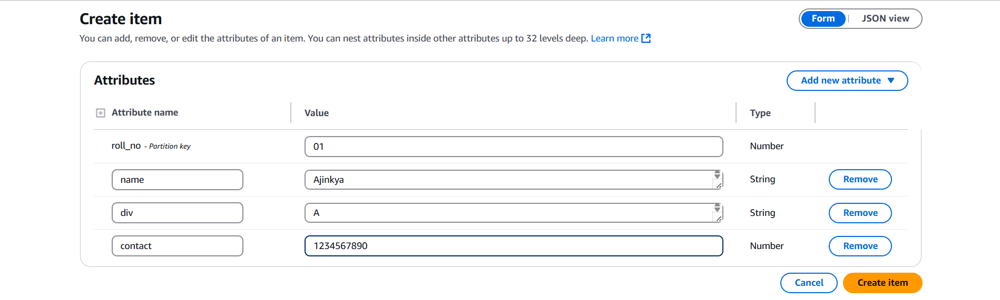 Create item
Form | JSON view
You can add, remove, or edit the attributes of an item. You can nest attributes inside other attributes up to 32 levels deep. Learn more
Attributes
Add new attribute
Attribute name Value Type
roll_no - Partition key 01 Number
name Ajinkya String Remove
div A String Remove
contact 1234567890 Number Remove
Cancel Create item